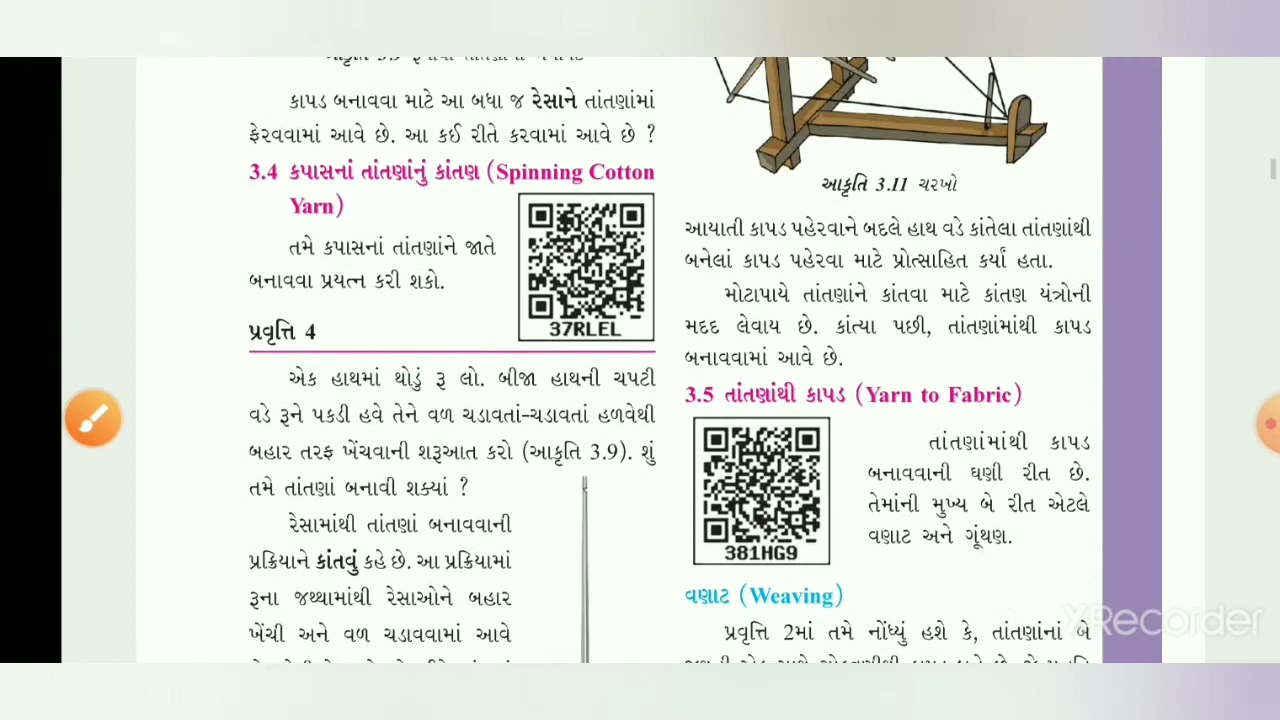 કાપડ બનાવવા માટે આ બધા જ રેસાને તાંતણાંમાં
ફેરવવામાં આવે છે. આ કઈ રીતે કરવામાં આવે છે ?
3.4 કપાસનાં તાંતણાંનું કાંતણ (Spinning Cotton
Yarn)
તમે કપાસનાં તાંતણાંને જાતે
બનાવવા પ્રયત્ન કરી શકો.
37RLEL
પ્રવૃત્તિ 4
એક હાથમાં થોડું રૂ લો. બીજા હાથની ચપટી
વડે રૂને પકડી હવે તેને વળ ચડાવતાં-ચડાવતાં હળવેથી
બહાર તરફ ખેંચવાની શરૂઆત કરો (આકૃતિ 3.9). શું
તમે તાંતણાં બનાવી શક્યાં ?
રેસામાંથી તાંતણાં બનાવવાની
પ્રક્રિયાને કાંતવું કહે છે. આ પ્રક્રિયામાં
રૂના જથ્થામાંથી રેસાઓને બહાર
ખેંચી અને વળ ચડાવવામાં આવે
આકૃતિ 3.11 ચરખો
આયાતી કાપડ પહેરવાને બદલે હાથ વડે કાંતેલા તાંતણાંથી
બનેલાં કાપડ પહેરવા માટે પ્રોત્સાહિત કર્યાં હતા.
મોટાપાયે તાંતણાંને કાંતવા માટે કાંતણ યંત્રોની
મદદ લેવાય છે. કાંત્યા પછી, તાંતણાંમાંથી કાપડ
બનાવવામાં આવે છે.
3.5 તાંતણાંથી કાપડ (Yarn to Fabric)
તાંતણાંમાંથી કાપડ
બનાવવાની ઘણી રીત છે.
તેમાંની મુખ્ય બે રીત એટલે
વણાટ અને ગૂંથણ.
381HG9
વણાટ (Weaving)
પ્રવૃત્તિ 2માં તમે નોંધ્યું હશે કે, તાંતણાંનાં બે
XRecorder